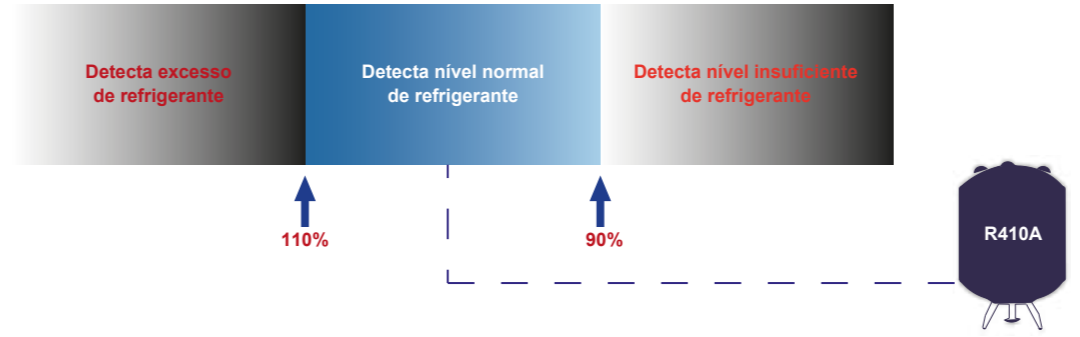 Detecta excesso
de refrigerante
Detecta nível normal
de refrigerante
Detecta nível insuficiente
de refrigerante
110%
90%
R410A